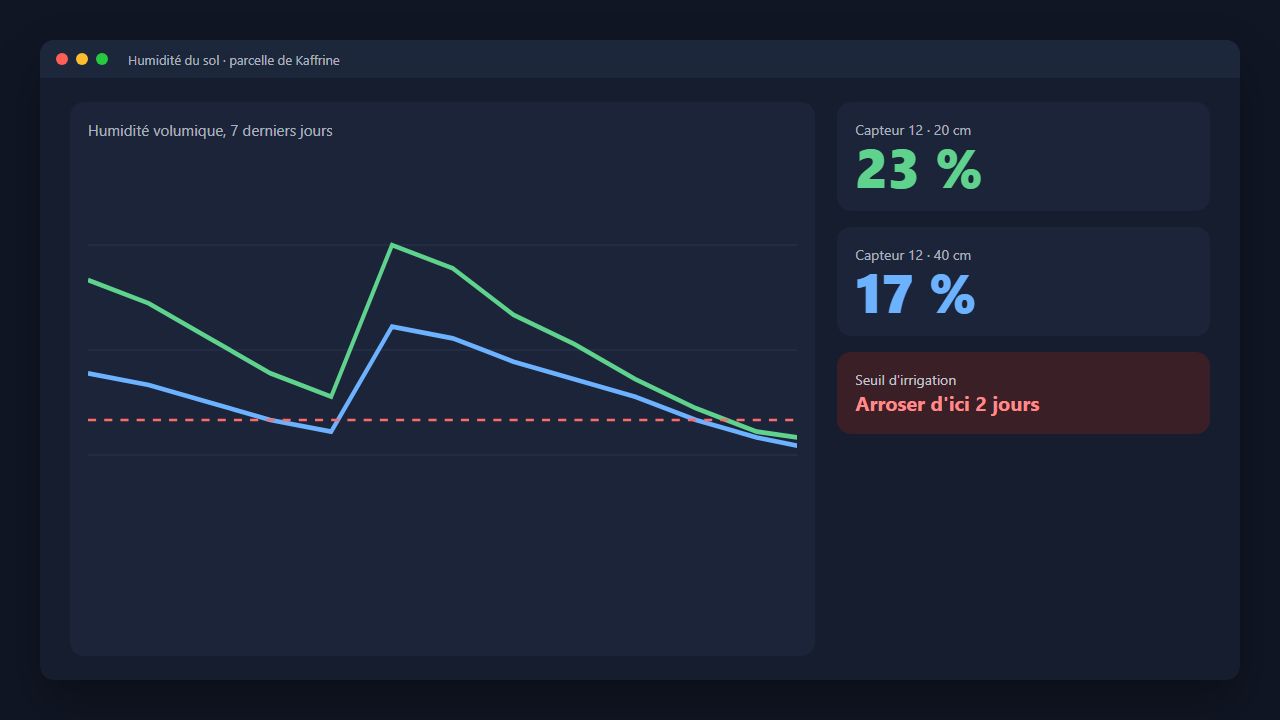 Humidité du sol · parcelle de Kaffrine
Humidité volumique, 7 derniers jours
Capteur 12 · 20 cm
23 %
Capteur 12 · 40 cm
17 %
Seuil d'irrigation
Arroser d'ici 2 jours